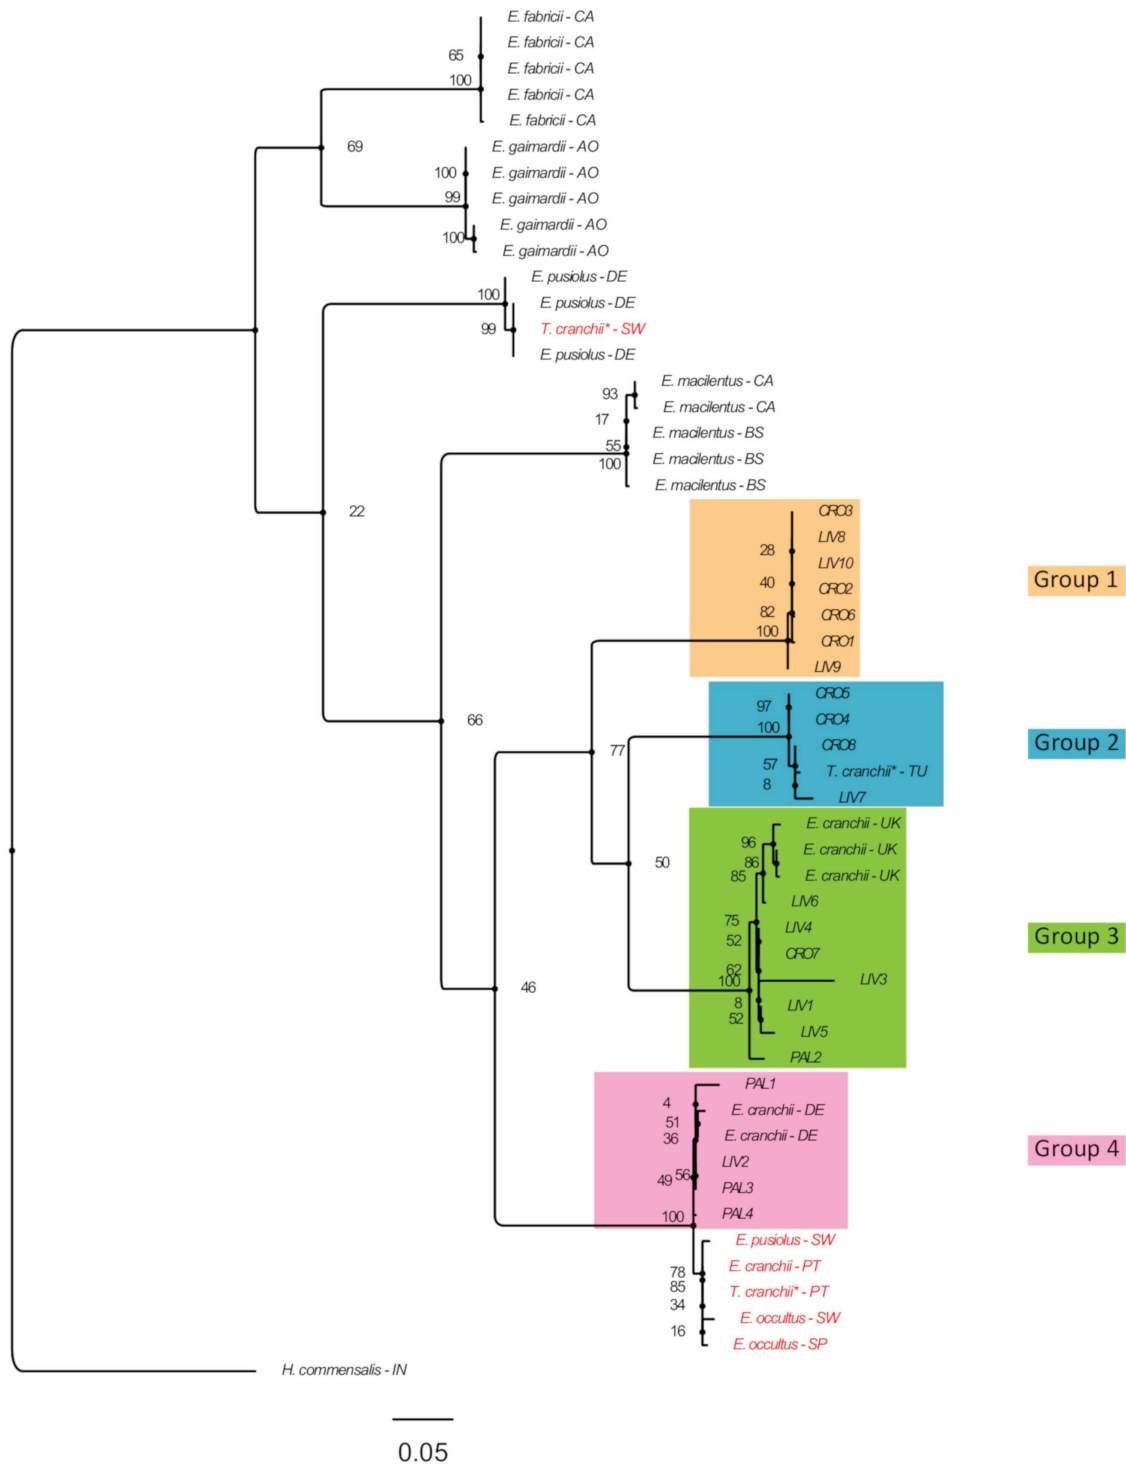 E. fabricii - CA
E. fabricii - CA
65
E. fabricii - CA
100
E. fabricii - CA
E. fabricii - CA
69
E. gaimardii - AO
100
E. gaimardii - AO
99
E. gaimardii - AO
E. gaimardii - AO
100
E. gaimardii - AO
E. pusiolus - DE
100
E. pusiolus - DE
99
T. cranchii* - SW
E. pusiolus - DE
E. macilentus - CA
93
E. macilentus - CA
17
E. macilentus - BS
55
E. macilentus - BS
100
E. macilentus - BS
22
CRO3
LIV8
28
LIV10
40
CRO2
Group 1
82
CRO6
100
CRO1
LIV9
CRO5
97
CRO4
66
100
CRO8
Group 2
77
57
T. cranchii* - TU
8
LIV7
E. cranchii - UK
96
E. cranchii - UK
86
50
85
E. cranchii - UK
LIV6
75
LIV4
52
Group 3
CRO7
62
100
LIV3
46
8
LIV1
52
LIV5
PAL2
PAL1
4
E. cranchii - DE
51
36
E. cranchii - DE
Group 4
LIV2
56
49
PAL3
100
PAL4
E. pusiolus - SW
78
E. cranchii - PT
85
T. cranchii* - PT
34
E. occultus - SW
16
E. occultus - SP
H. commensalis - IN
0.05